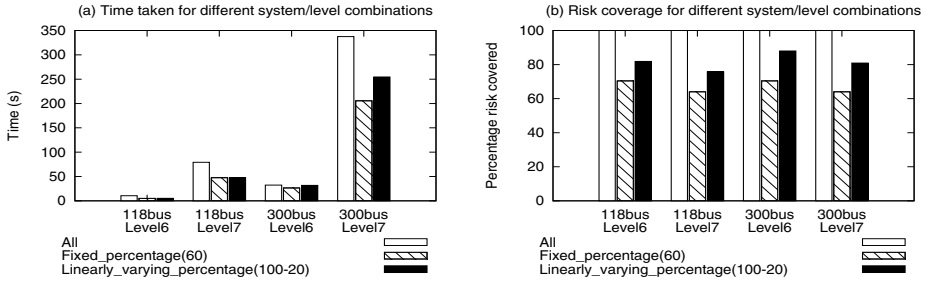 (a) Time taken for different system/level combinations
350
300
250
200
150
100
50
0
Time (s)
118bus 118bus 300bus 300bus
Level6 Level7 Level6 Level7
All
Fixed_percentage(60)
Linearly_varying_percentage(100-20)
(b) Risk coverage for different system/level combinations
100
80
60
40
20
0
Percentage risk covered
118bus 118bus 300bus 300bus
Level6 Level7 Level6 Level7
All
Fixed_percentage(60)
Linearly_varying_percentage(100-20)